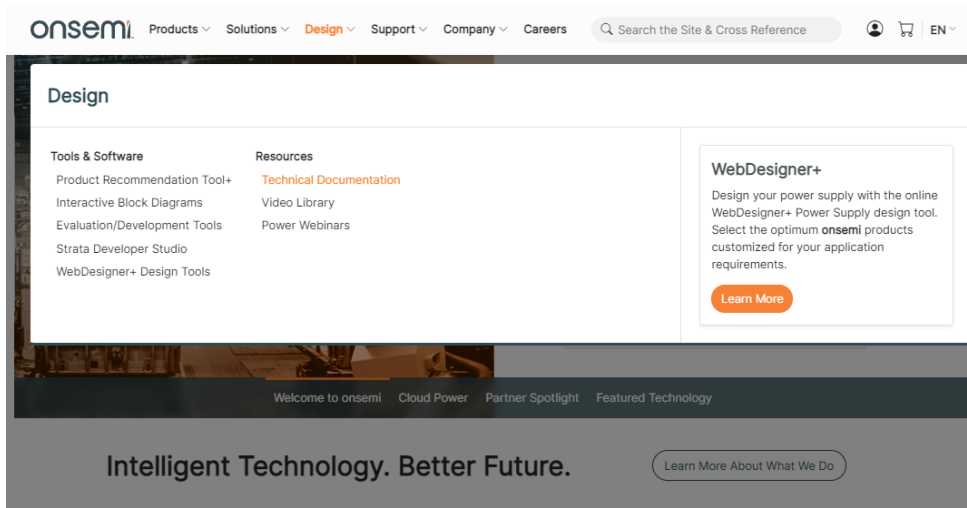 onsemi
Products Solutions Design Support Company Careers Search the Site & Cross Reference EN
Design
Tools & Software
Product Recommendation Tool+
Interactive Block Diagrams
Evaluation/Development Tools
Strata Developer Studio
WebDesigner+ Design Tools
Resources
Technical Documentation
Video Library
Power Webinars
WebDesigner+
Design your power supply with the online
WebDesigner+ Power Supply design tool.
Select the optimum onsemi products
customized for your application
requirements.
Learn More
Welcome to onsemi Cloud Power Partner Spotlight Featured Technology
Intelligent Technology. Better Future.
Learn More About What We Do